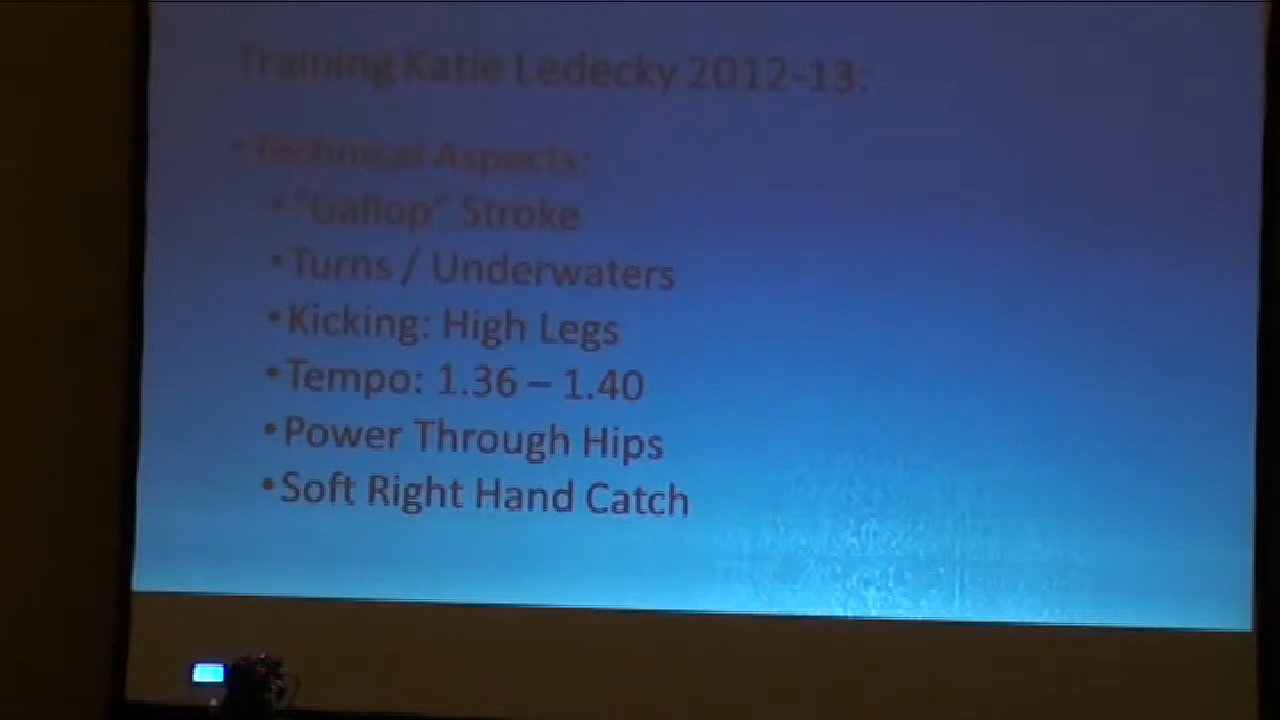 Training Katie Ledecky 2012-13:
• Technical Aspects:
• "Gallop" Stroke
• Turns / Underwaters
• Kicking: High Legs
• Tempo: 1.36 – 1.40
• Power Through Hips
• Soft Right Hand Catch